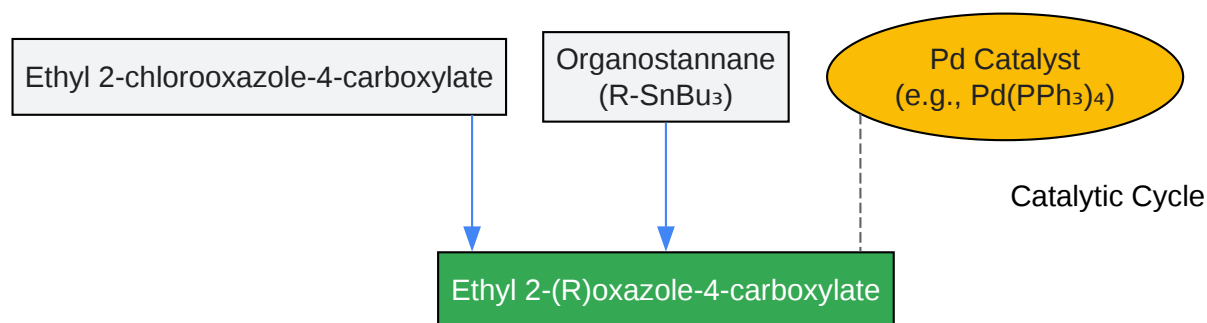 Ethyl 2-chlorooxazole-4-carboxylate
Organostannane
(R-SnBu₃)
Pd Catalyst
(e.g., Pd(PPh₃)₄)
Catalytic Cycle
Ethyl 2-(R)oxazole-4-carboxylate